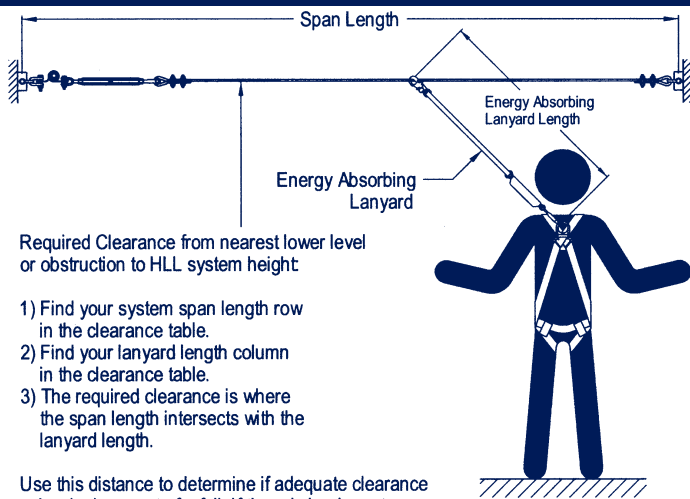 Span Length
Energy Absorbing
Lanyard Length
Energy Absorbing
Lanyard
Required Clearance from nearest lower level
or obstruction to HLL system height:
1) Find your system span length row
in the clearance table.
2) Find your lanyard length column
in the clearance table.
3) The required clearance is where
the span length intersects with the
lanyard length.
Use this distance to determine if adequate clearance